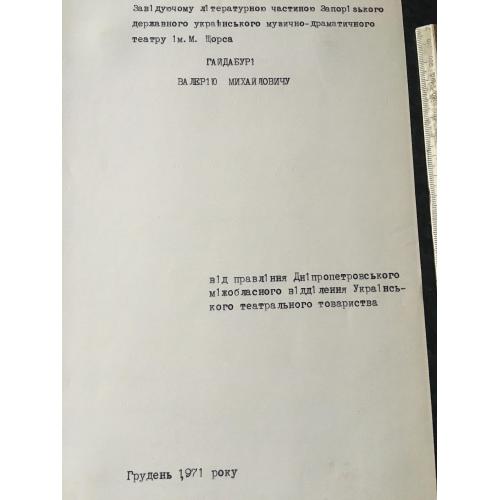 Завідуючому літературною частиною Запорізького
державного українського музично-драматичного
театру ім.М. Щорса
ГАЙДАБУРІ
ВАЛЕРІЮ МИХАЙЛОВИЧУ
від правління Дніпропетровського
міжобласного відділення Українсь-
кого театрального товариства
Грудень 1971 року